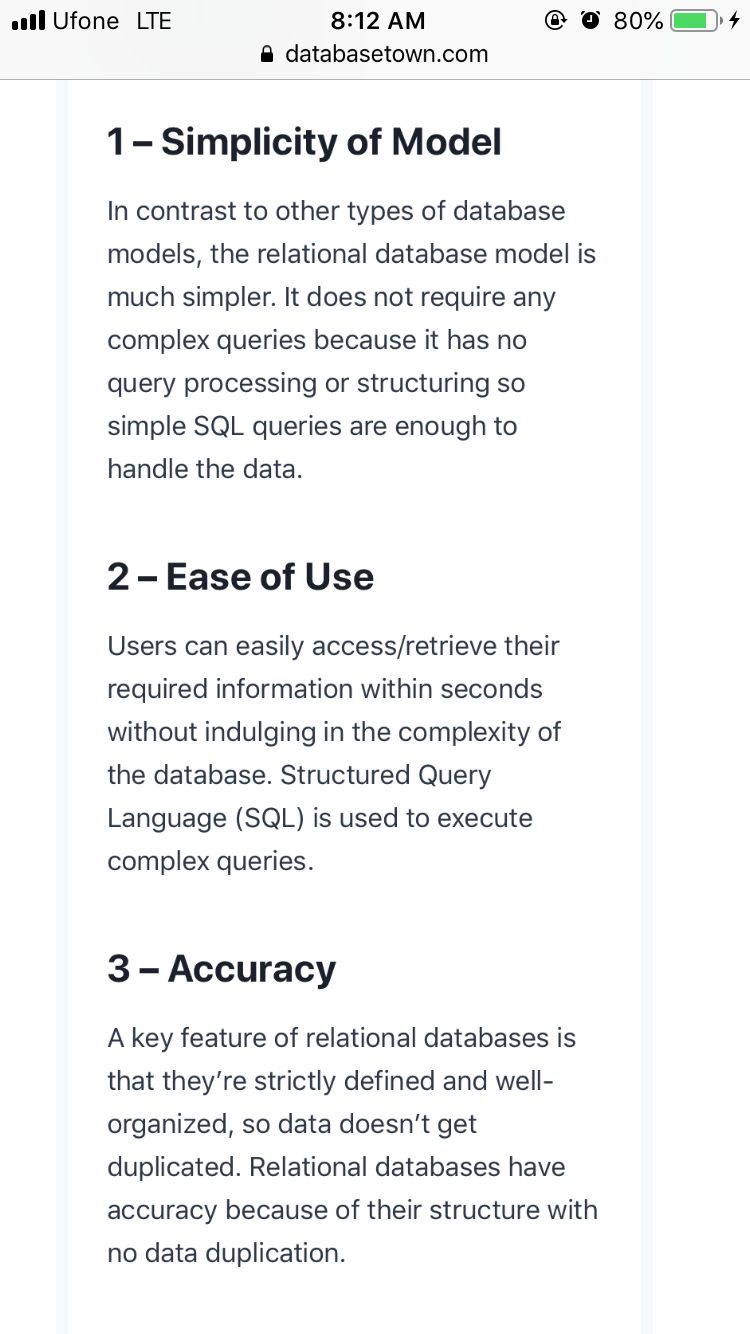 Ufone LTE 8:12 AM 80%
databasetown.com
1 – Simplicity of Model
In contrast to other types of database
models, the relational database model is
much simpler. It does not require any
complex queries because it has no
query processing or structuring so
simple SQL queries are enough to
handle the data.
2 – Ease of Use
Users can easily access/retrieve their
required information within seconds
without indulging in the complexity of
the database. Structured Query
Language (SQL) is used to execute
complex queries.
3 – Accuracy
A key feature of relational databases is
that they’re strictly defined and well-
organized, so data doesn’t get
duplicated. Relational databases have
accuracy because of their structure with
no data duplication.